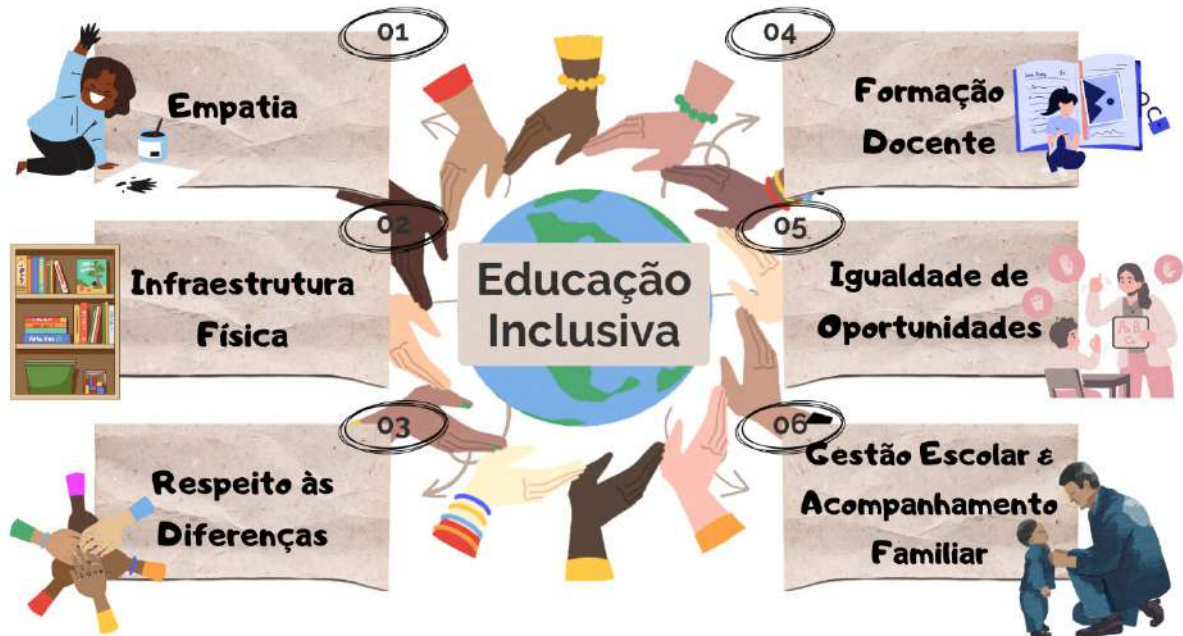 01
Empatia
02
Infraestrutura
Física
03
Respeito às
Diferenças
Educação
Inclusiva
04
Formação
Docente
05
Igualdade de
Oportunidades
06
Gestão Escolar &
Acompanhamento
Familiar